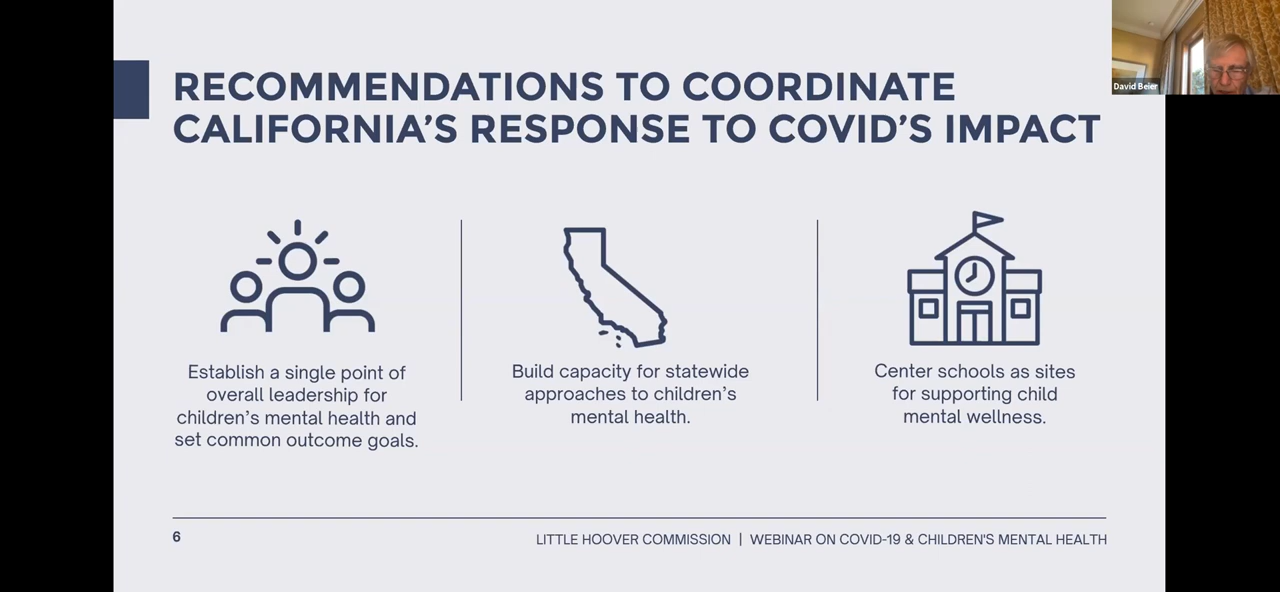 RECOMMENDATIONS TO COORDINATE
CALIFORNIA’S RESPONSE TO COVID’S IMPACT
David Beier
Establish a single point of
overall leadership for
children’s mental health and
set common outcome goals.
Build capacity for statewide
approaches to children’s
mental health.
Center schools as sites
for supporting child
mental wellness.
6
LITTLE HOOVER COMMISSION | WEBINAR ON COVID-19 & CHILDREN'S MENTAL HEALTH